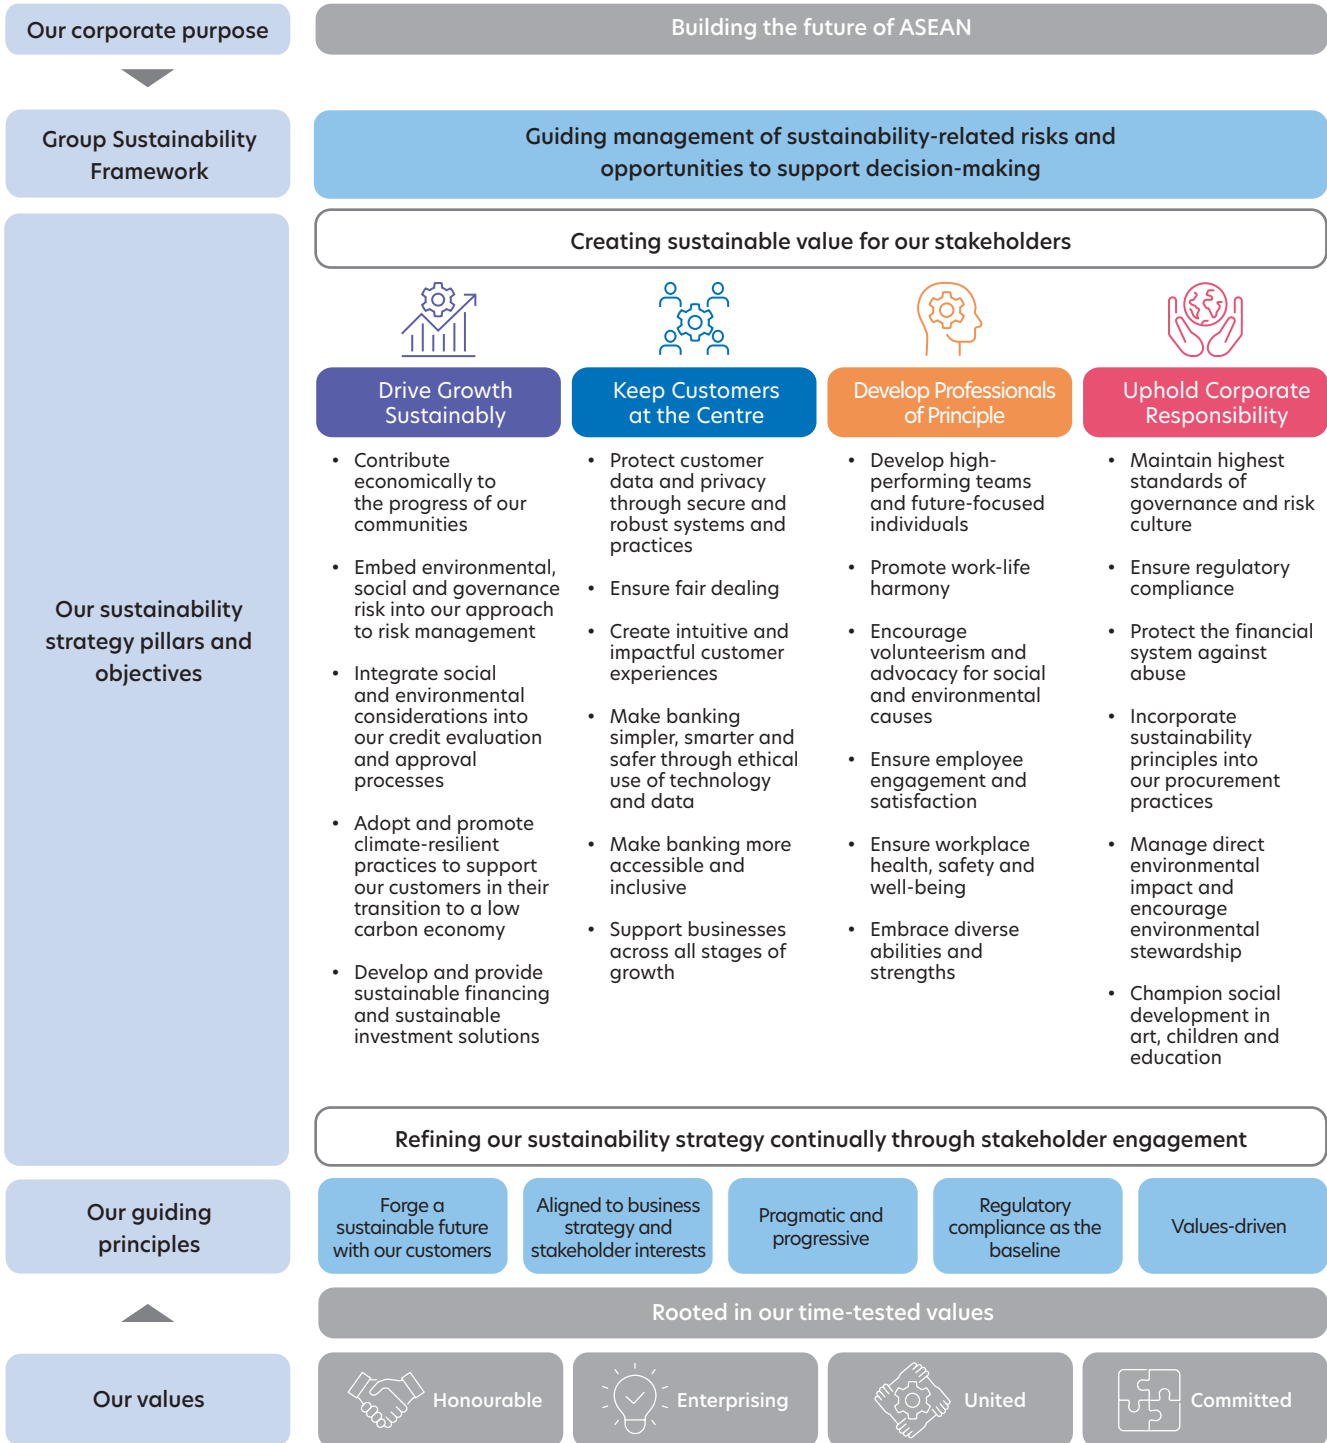 Our corporate purpose
Building the future of ASEAN
Group Sustainability
Framework
Guiding management of sustainability-related risks and
opportunities to support decision-making
Our sustainability
strategy pillars and
objectives
Creating sustainable value for our stakeholders
Drive Growth
Sustainably
• Contribute
economically to
the progress of our
communities
• Embed environmental,
social and governance
risk into our approach
to risk management
• Integrate social
and environmental
considerations into
our credit evaluation
and approval
processes
• Adopt and promote
climate-resilient
practices to support
our customers in their
transition to a low
carbon economy
• Develop and provide
sustainable financing
and sustainable
investment solutions
Keep Customers
at the Centre
• Protect customer
data and privacy
through secure and
robust systems and
practices
• Ensure fair dealing
• Create intuitive and
impactful customer
experiences
• Make banking
simpler, smarter and
safer through ethical
use of technology
and data
• Make banking more
accessible and
inclusive
• Support businesses
across all stages of
growth
Develop Professionals
of Principle
• Develop high-
performing teams
and future-focused
individuals
• Promote work-life
harmony
• Encourage
volunteerism and
advocacy for social
and environmental
causes
• Ensure employee
engagement and
satisfaction
• Ensure workplace
health, safety and
well-being
• Embrace diverse
abilities and
strengths
Uphold Corporate
Responsibility
• Maintain highest
standards of
governance and risk
culture
• Ensure regulatory
compliance
• Protect the financial
system against
abuse
• Incorporate
sustainability
principles into
our procurement
practices
• Manage direct
environmental
impact and
encourage
environmental
stewardship
• Champion social
development in
art, children and
education
Refining our sustainability strategy continually through stakeholder engagement
Our guiding
principles
Forge a
sustainable future
with our customers
Aligned to business
strategy and
stakeholder interests
Pragmatic and
progressive
Regulatory
compliance as the
baseline
Values-driven
Rooted in our time-tested values
Our values
Honourable
Enterprising
United
Committed